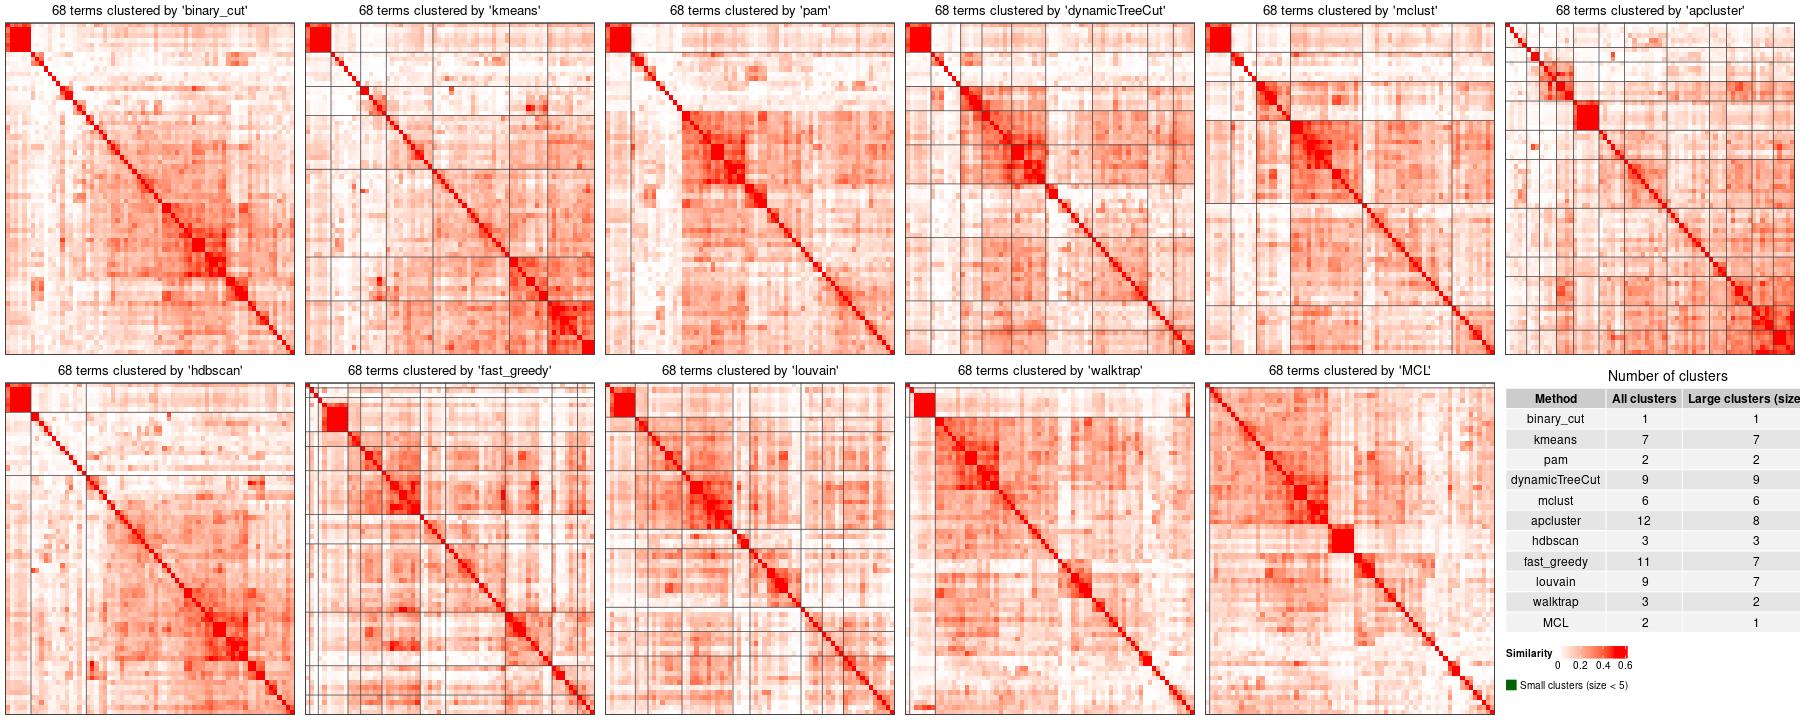 68 terms clustered by 'binary_cut'
68 terms clustered by 'kmeans'
68 terms clustered by 'pam'
68 terms clustered by 'dynamicTreeCut'
68 terms clustered by 'mclust'
68 terms clustered by 'apcluster'
68 terms clustered by 'hdbscan'
68 terms clustered by 'fast_greedy'
68 terms clustered by 'louvain'
68 terms clustered by 'walktrap'
68 terms clustered by 'MCL'
Number of clusters
Method All clusters Large clusters (size
binary_cut 1 1
kmeans 7 7
pam 2 2
dynamicTreeCut 9 9
mclust 6 6
apcluster 12 8
hdbscan 3 3
fast_greedy 11 7
louvain 9 7
walktrap 3 2
MCL 2 1
Similarity
0 0.2 0.4 0.6
Small clusters (size < 5)